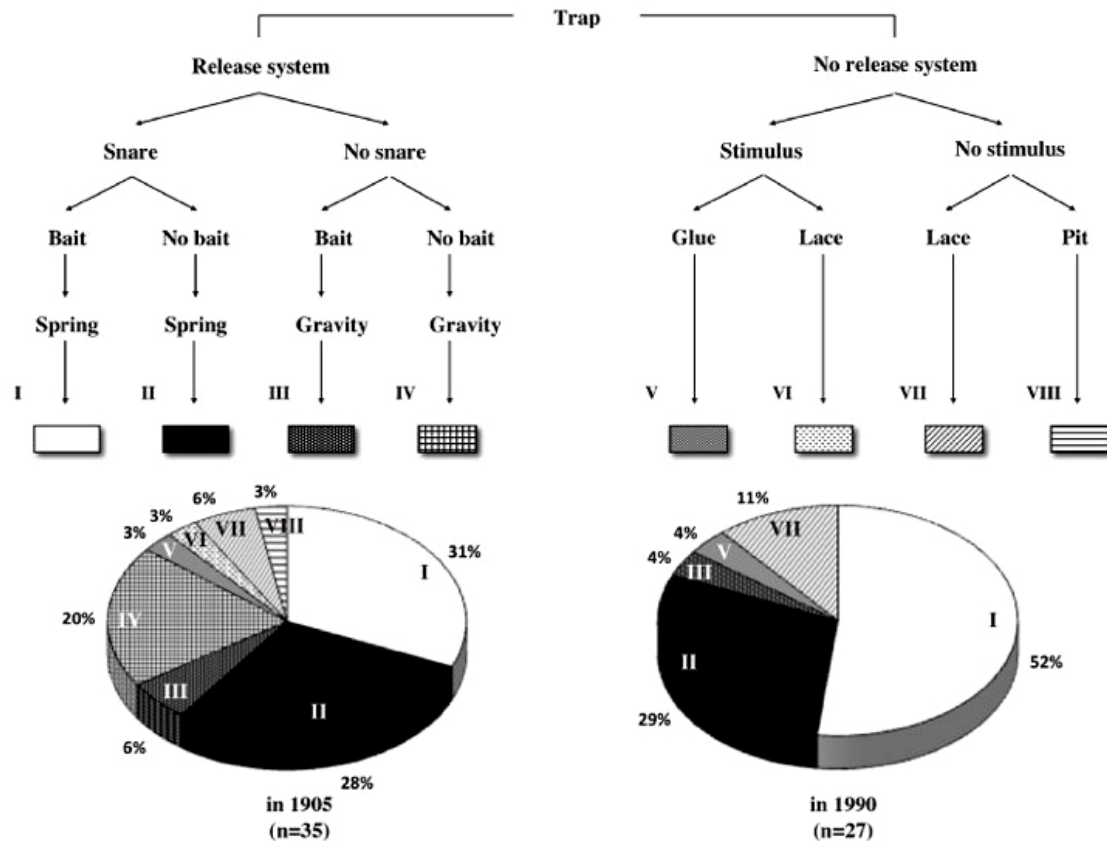 Trap
Release system No release system
Snare No snare Stimulus No stimulus
Bait No bait Bait No bait Glue Lace Lace Pit
Spring Spring Gravity Gravity
I II III IV V VI VII VIII
3% 3% 6% 3% 31% 20% 6% 28%
V VI VII VIII I IV III II
11% 4% 4% 52% 29%
VII V III I II
in 1905 in 1990
(n=35) (n=27)